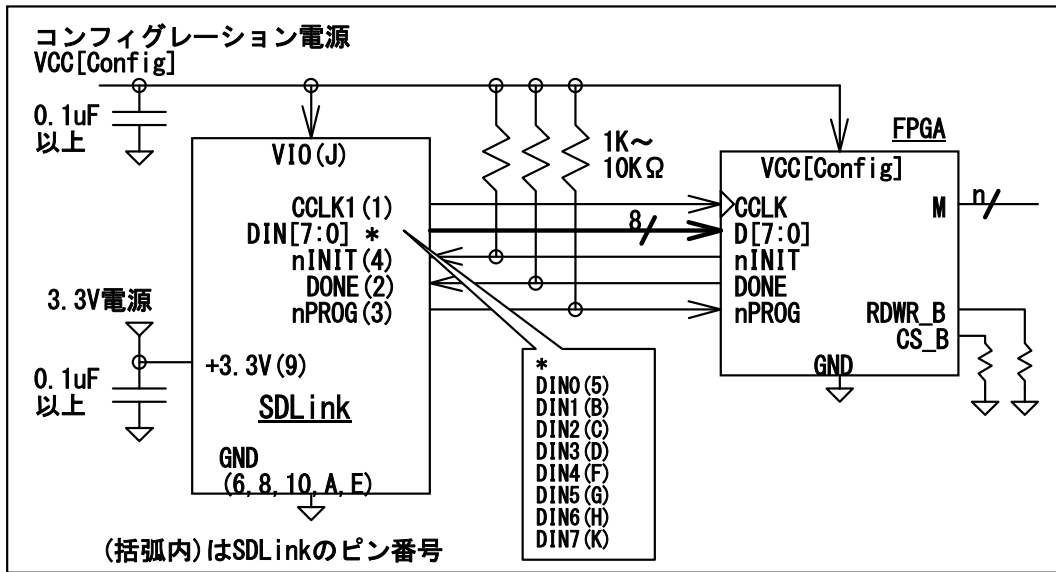 コンフィグレーション電源
VCC[Config]
0.1uF
以上
VIO(J)
1K～
10KΩ
FPGA
VCC[Config]
CCLK1(1)
DIN[7:0] *
nINIT(4)
DONE(2)
nPROG(3)
8
CCLK
D[7:0]
nINIT
DONE
nPROG
M
n
RDWR_B
CS_B
GND
3.3V電源
+3.3V(9)
0.1uF
以上
SDLink
GND
(6,8,10,A,E)
*
DIN0(5)
DIN1(B)
DIN2(C)
DIN3(D)
DIN4(F)
DIN5(G)
DIN6(H)
DIN7(K)
(括弧内)はSDLinkのピン番号